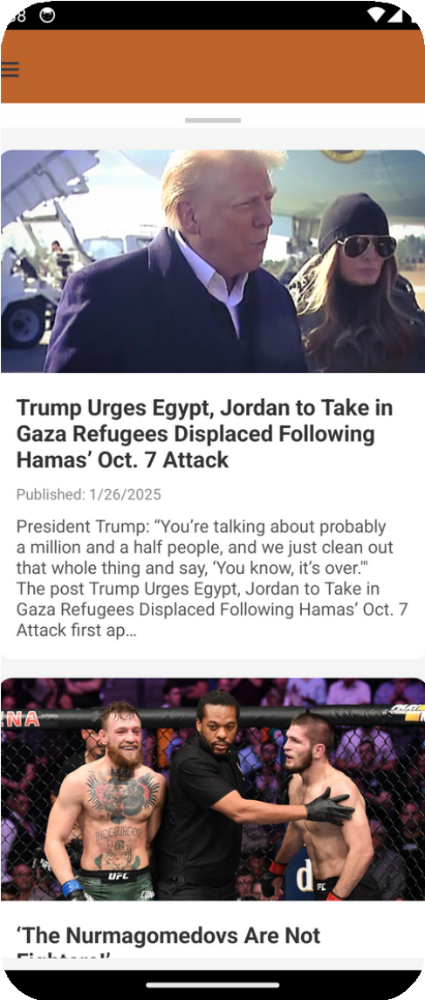 Trump Urges Egypt, Jordan to Take in
Gaza Refugees Displaced Following
Hamas’ Oct. 7 Attack
Published: 1/26/2025
President Trump: “You’re talking about probably
a million and a half people, and we just clean out
that whole thing and say, ‘You know, it’s over.'"
The post Trump Urges Egypt, Jordan to Take in
Gaza Refugees Displaced Following Hamas’ Oct. 7
Attack first ap…
ENA
UFC
‘The Nurmagomedovs Are Not